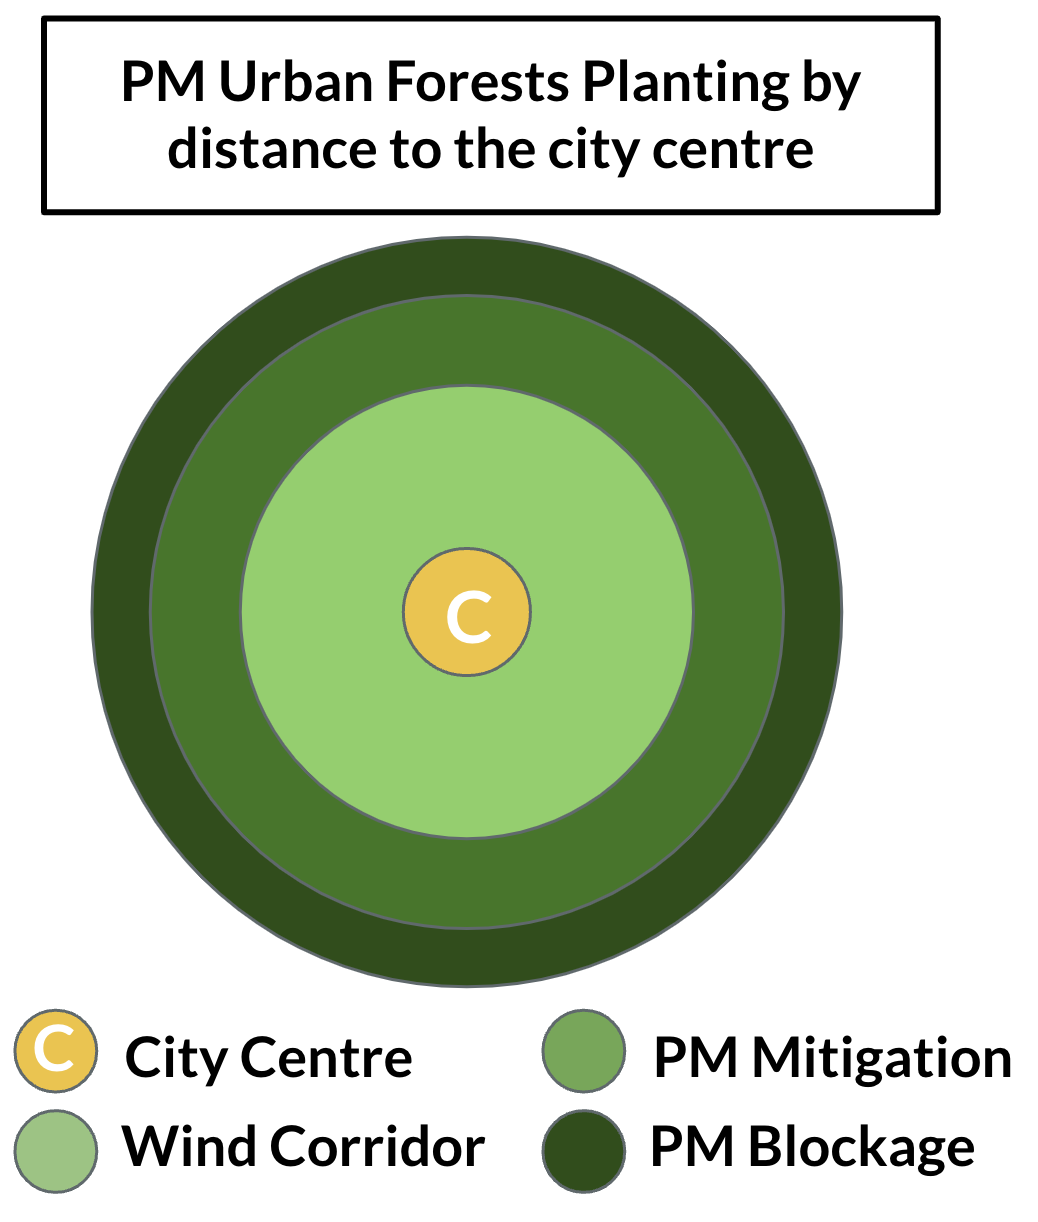 PM Urban Forests Planting by
distance to the city centre
C
C City Centre
PM Mitigation
Wind Corridor
PM Blockage